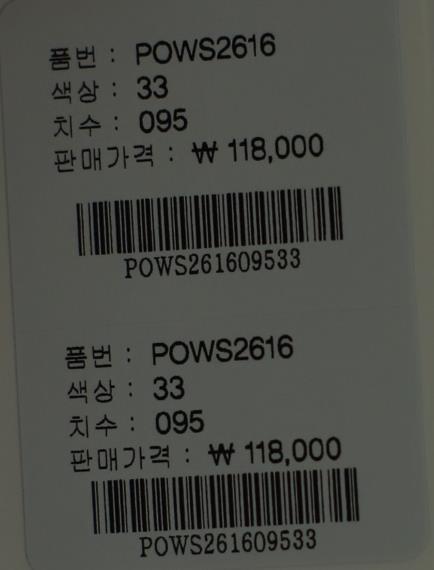 품번 : POWS2616
색상 : 33
치수 : 095
판매가격 : ₩ 118,000
POWS261609533
품번 : POWS2616
색상 : 33
치수 : 095
판매가격 : ₩ 118,000
POWS261609533